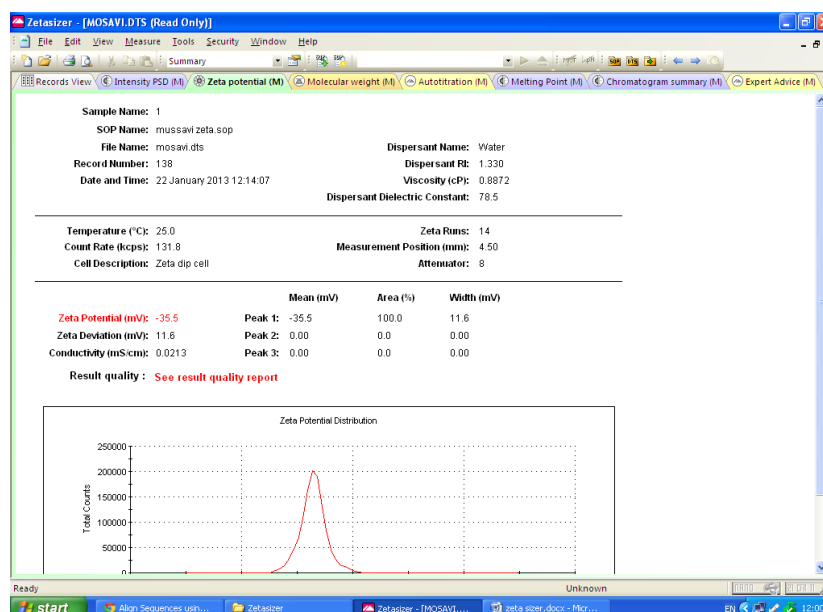 Zetasizer - [MOSAVI.DTS (Read Only)]
File Edit View Measure Tools Security Window Help
Summary
Records View Intensity PSD (M) Zeta potential (M) Molecular weight (M) Autotitration (M) Melting Point (M) Chromatogram summary (M) Expert Advice (M)
Sample Name: 1
SOP Name: mussavi zeta.sop
File Name: mosavi.dts Dispersant Name: Water
Record Number: 138 Dispersant RI: 1.330
Date and Time: 22 January 2013 12:14:07 Viscosity (cP): 0.8872
Dispersant Dielectric Constant: 78.5
Temperature (°C): 25.0 Zeta Runs: 14
Count Rate (kcps): 131.8 Measurement Position (mm): 4.50
Cell Description: Zeta dip cell Attenuator: 8
Mean (mV) Area (%) Width (mV)
Zeta Potential (mV): -35.5 Peak 1: -35.5 100.0 11.6
Zeta Deviation (mV): 11.6 Peak 2: 0.00 0.0 0.00
Conductivity (mS/cm): 0.0213 Peak 3: 0.00 0.0 0.00
Result quality : See result quality report
Zeta Potential Distribution
Total Counts
250000
200000
150000
100000
50000
0
Ready Unknown
start Align Sequences usin... Zetasizer Zetasizer - [MOSAVI.... zeta sizer.docx - Micr... EN